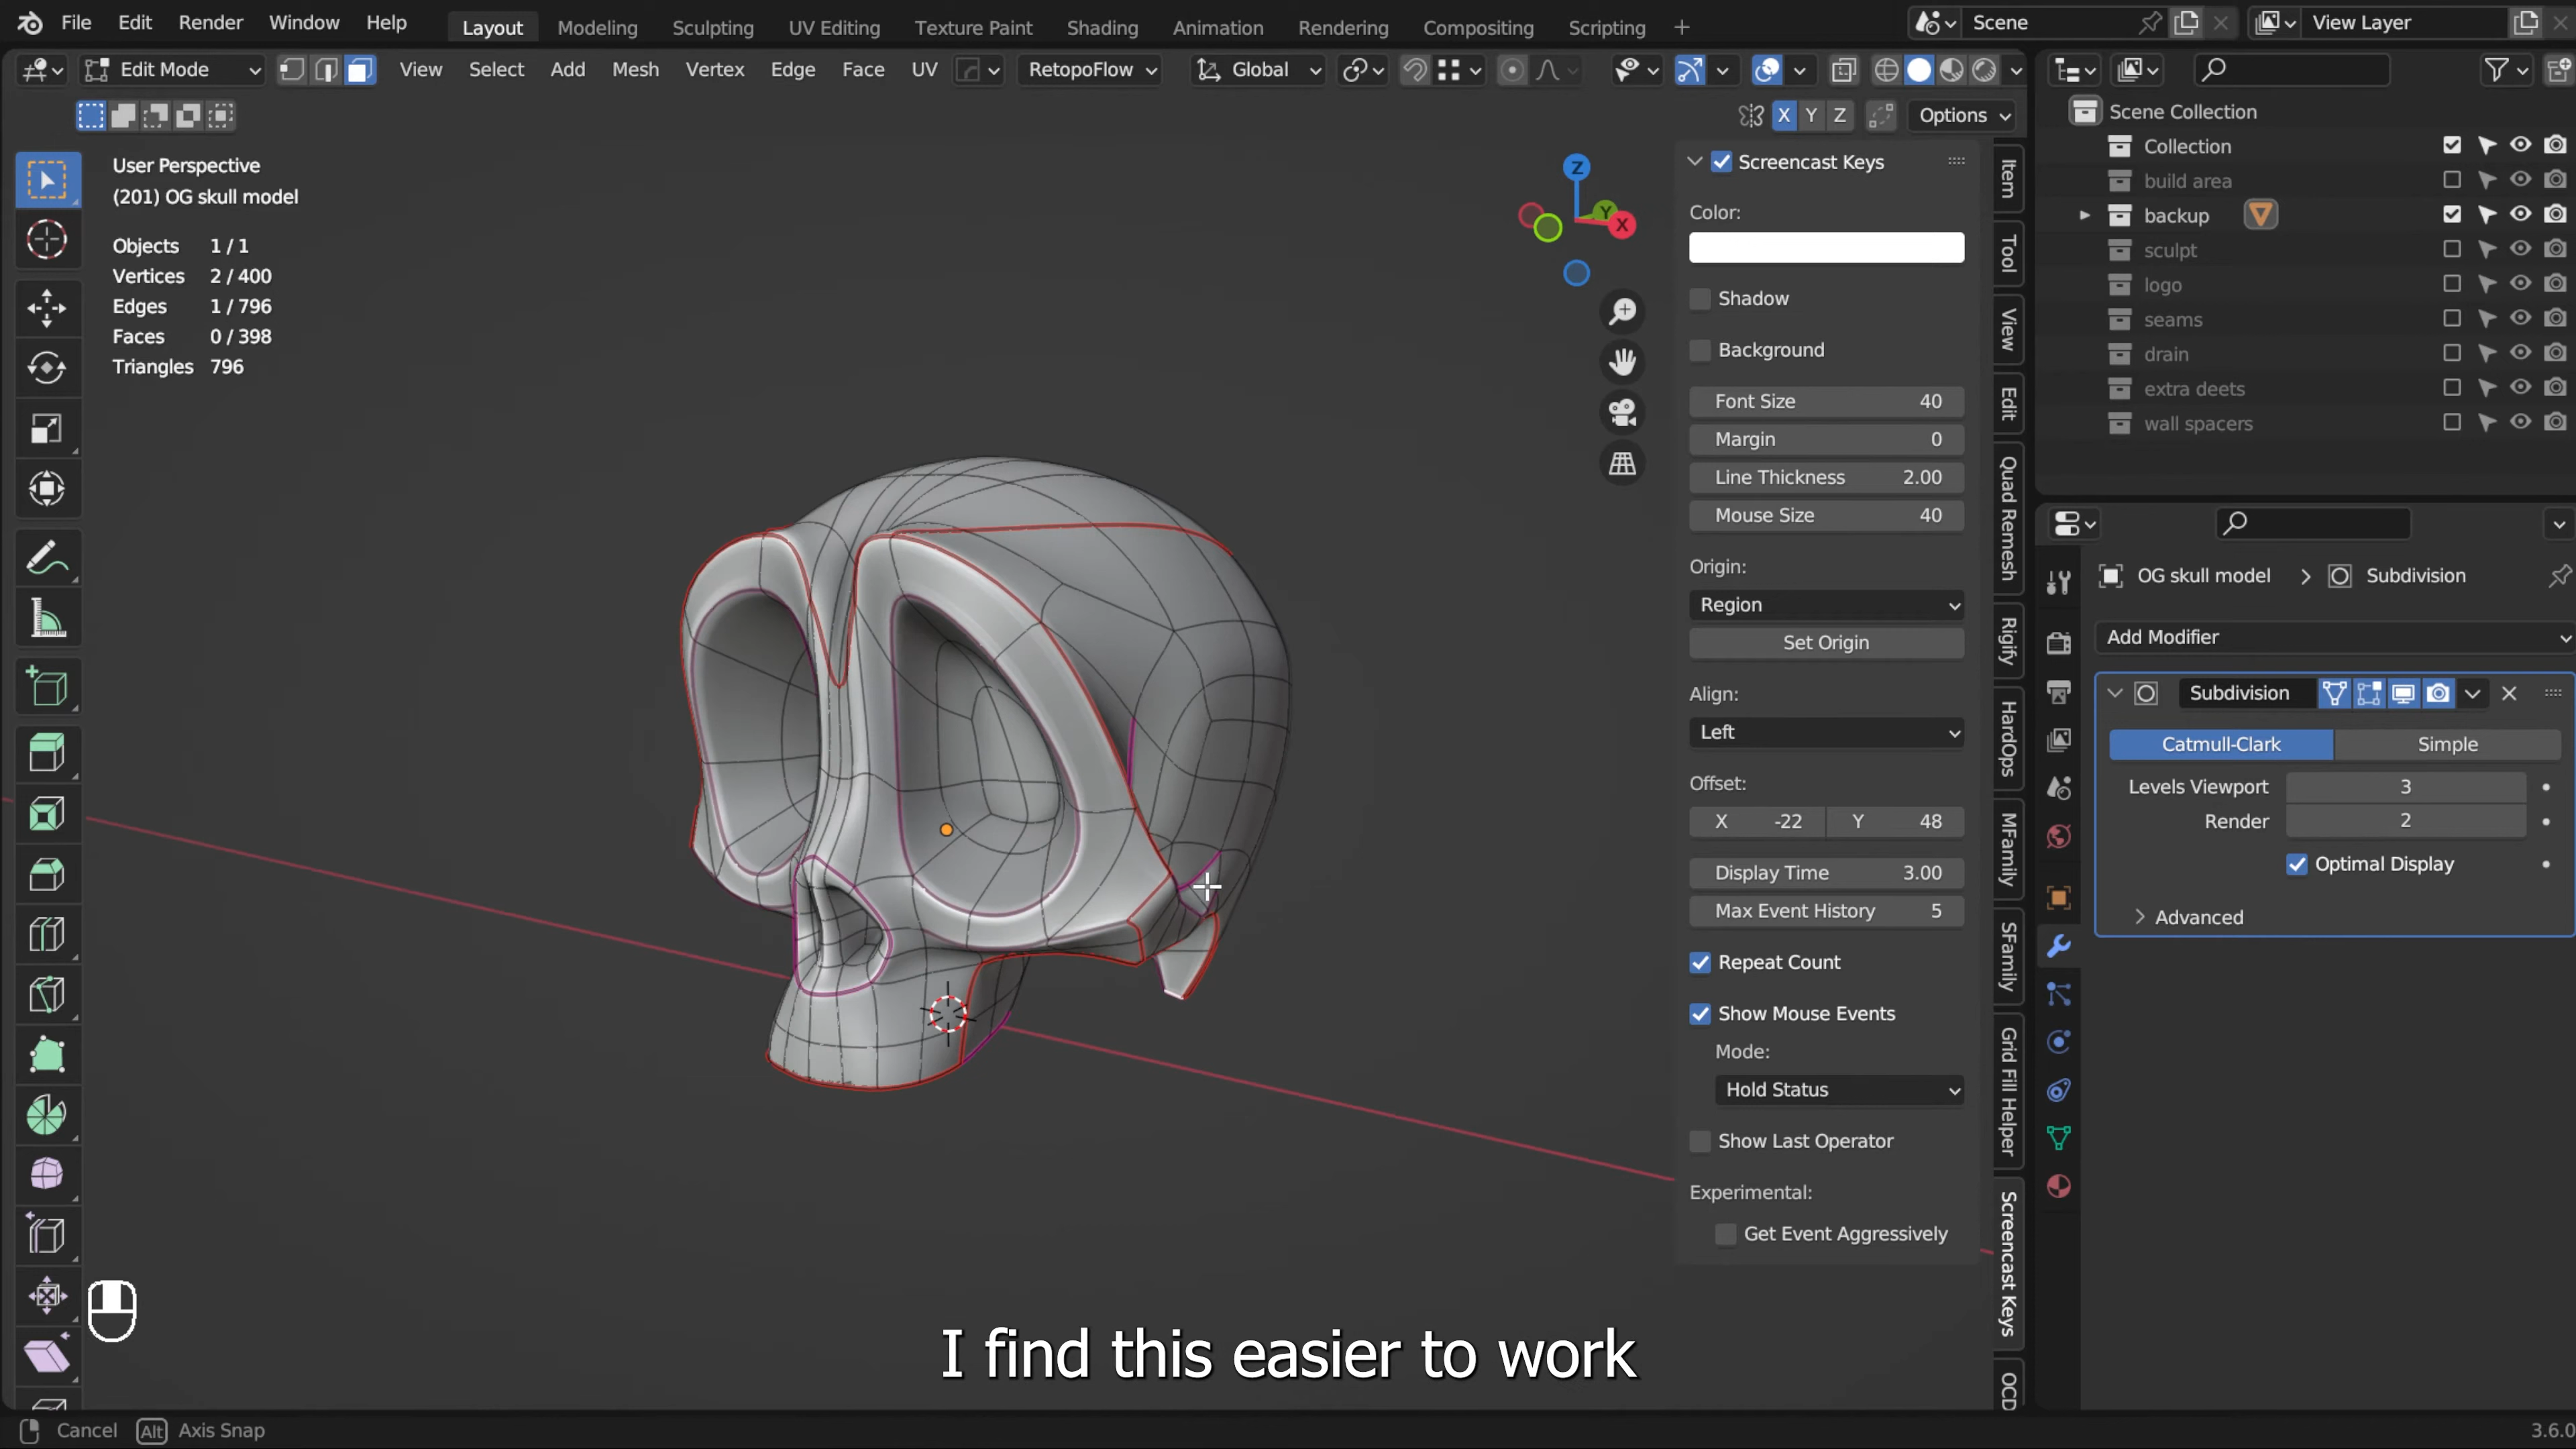 File Edit Render Window Help Layout Modeling Sculpting UV Editing Texture Paint Shading Animation Rendering Compositing Scripting + Scene View Layer
Edit Mode View Select Add Mesh Vertex Edge Face UV RetopoFlow Global
X Y Z Options
User Perspective
(201) OG skull model
Objects 1 / 1
Vertices 2 / 400
Edges 1 / 796
Faces 0 / 398
Triangles 796
Z
Y
X
Screencast Keys
Color:
Shadow
Background
Font Size 40
Margin 0
Line Thickness 2.00
Mouse Size 40
Origin:
Region
Set Origin
Align:
Left
Offset:
X -22 Y 48
Display Time 3.00
Max Event History 5
Repeat Count
Show Mouse Events
Mode:
Hold Status
Show Last Operator
Experimental:
Get Event Aggressively
Item
Tool
View
Edit
Quad Remesh
Rigify
HardOps
MFamily
SFamily
Grid Fill Helper
Screencast Keys
OCD
Scene Collection
Collection
build area
backup
sculpt
logo
seams
drain
extra deets
wall spacers
OG skull model > Subdivision
Add Modifier
Subdivision
Catmull-Clark Simple
Levels Viewport 3
Render 2
Optimal Display
Advanced
I find this easier to work
Cancel Alt Axis Snap
3.6.0